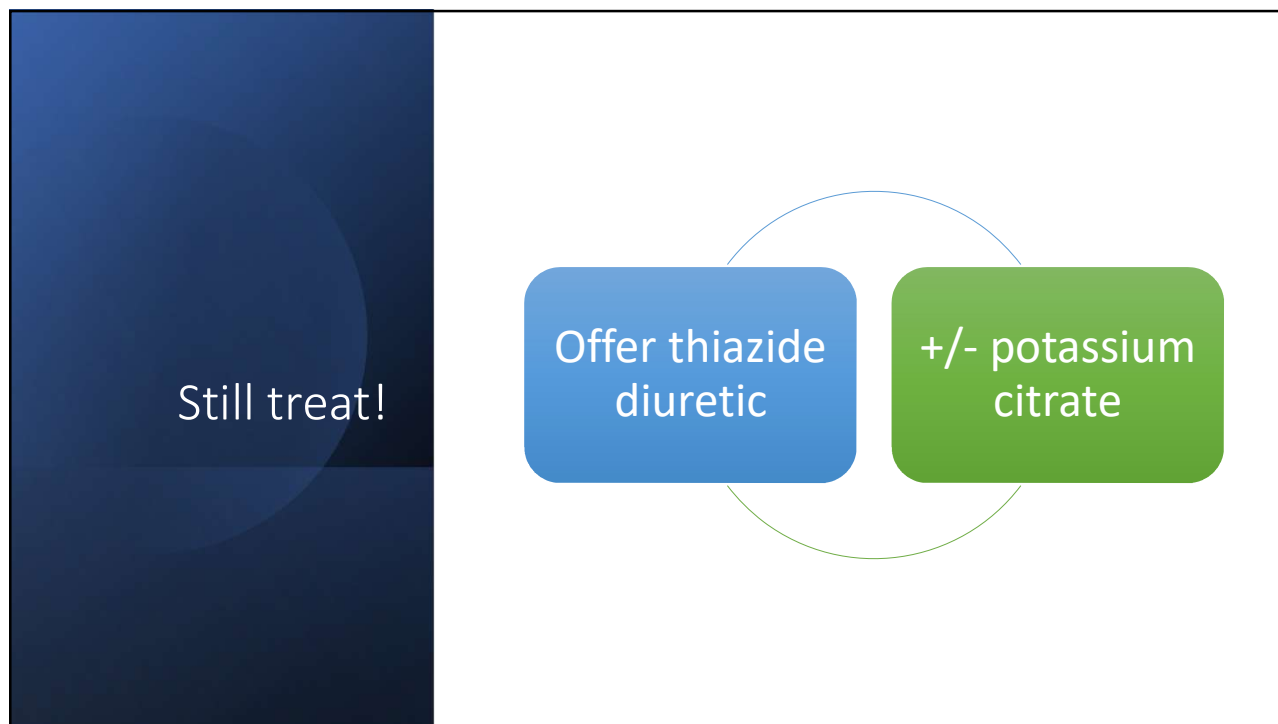 Still treat!
Offer thiazide
diuretic
+/- potassium
citrate